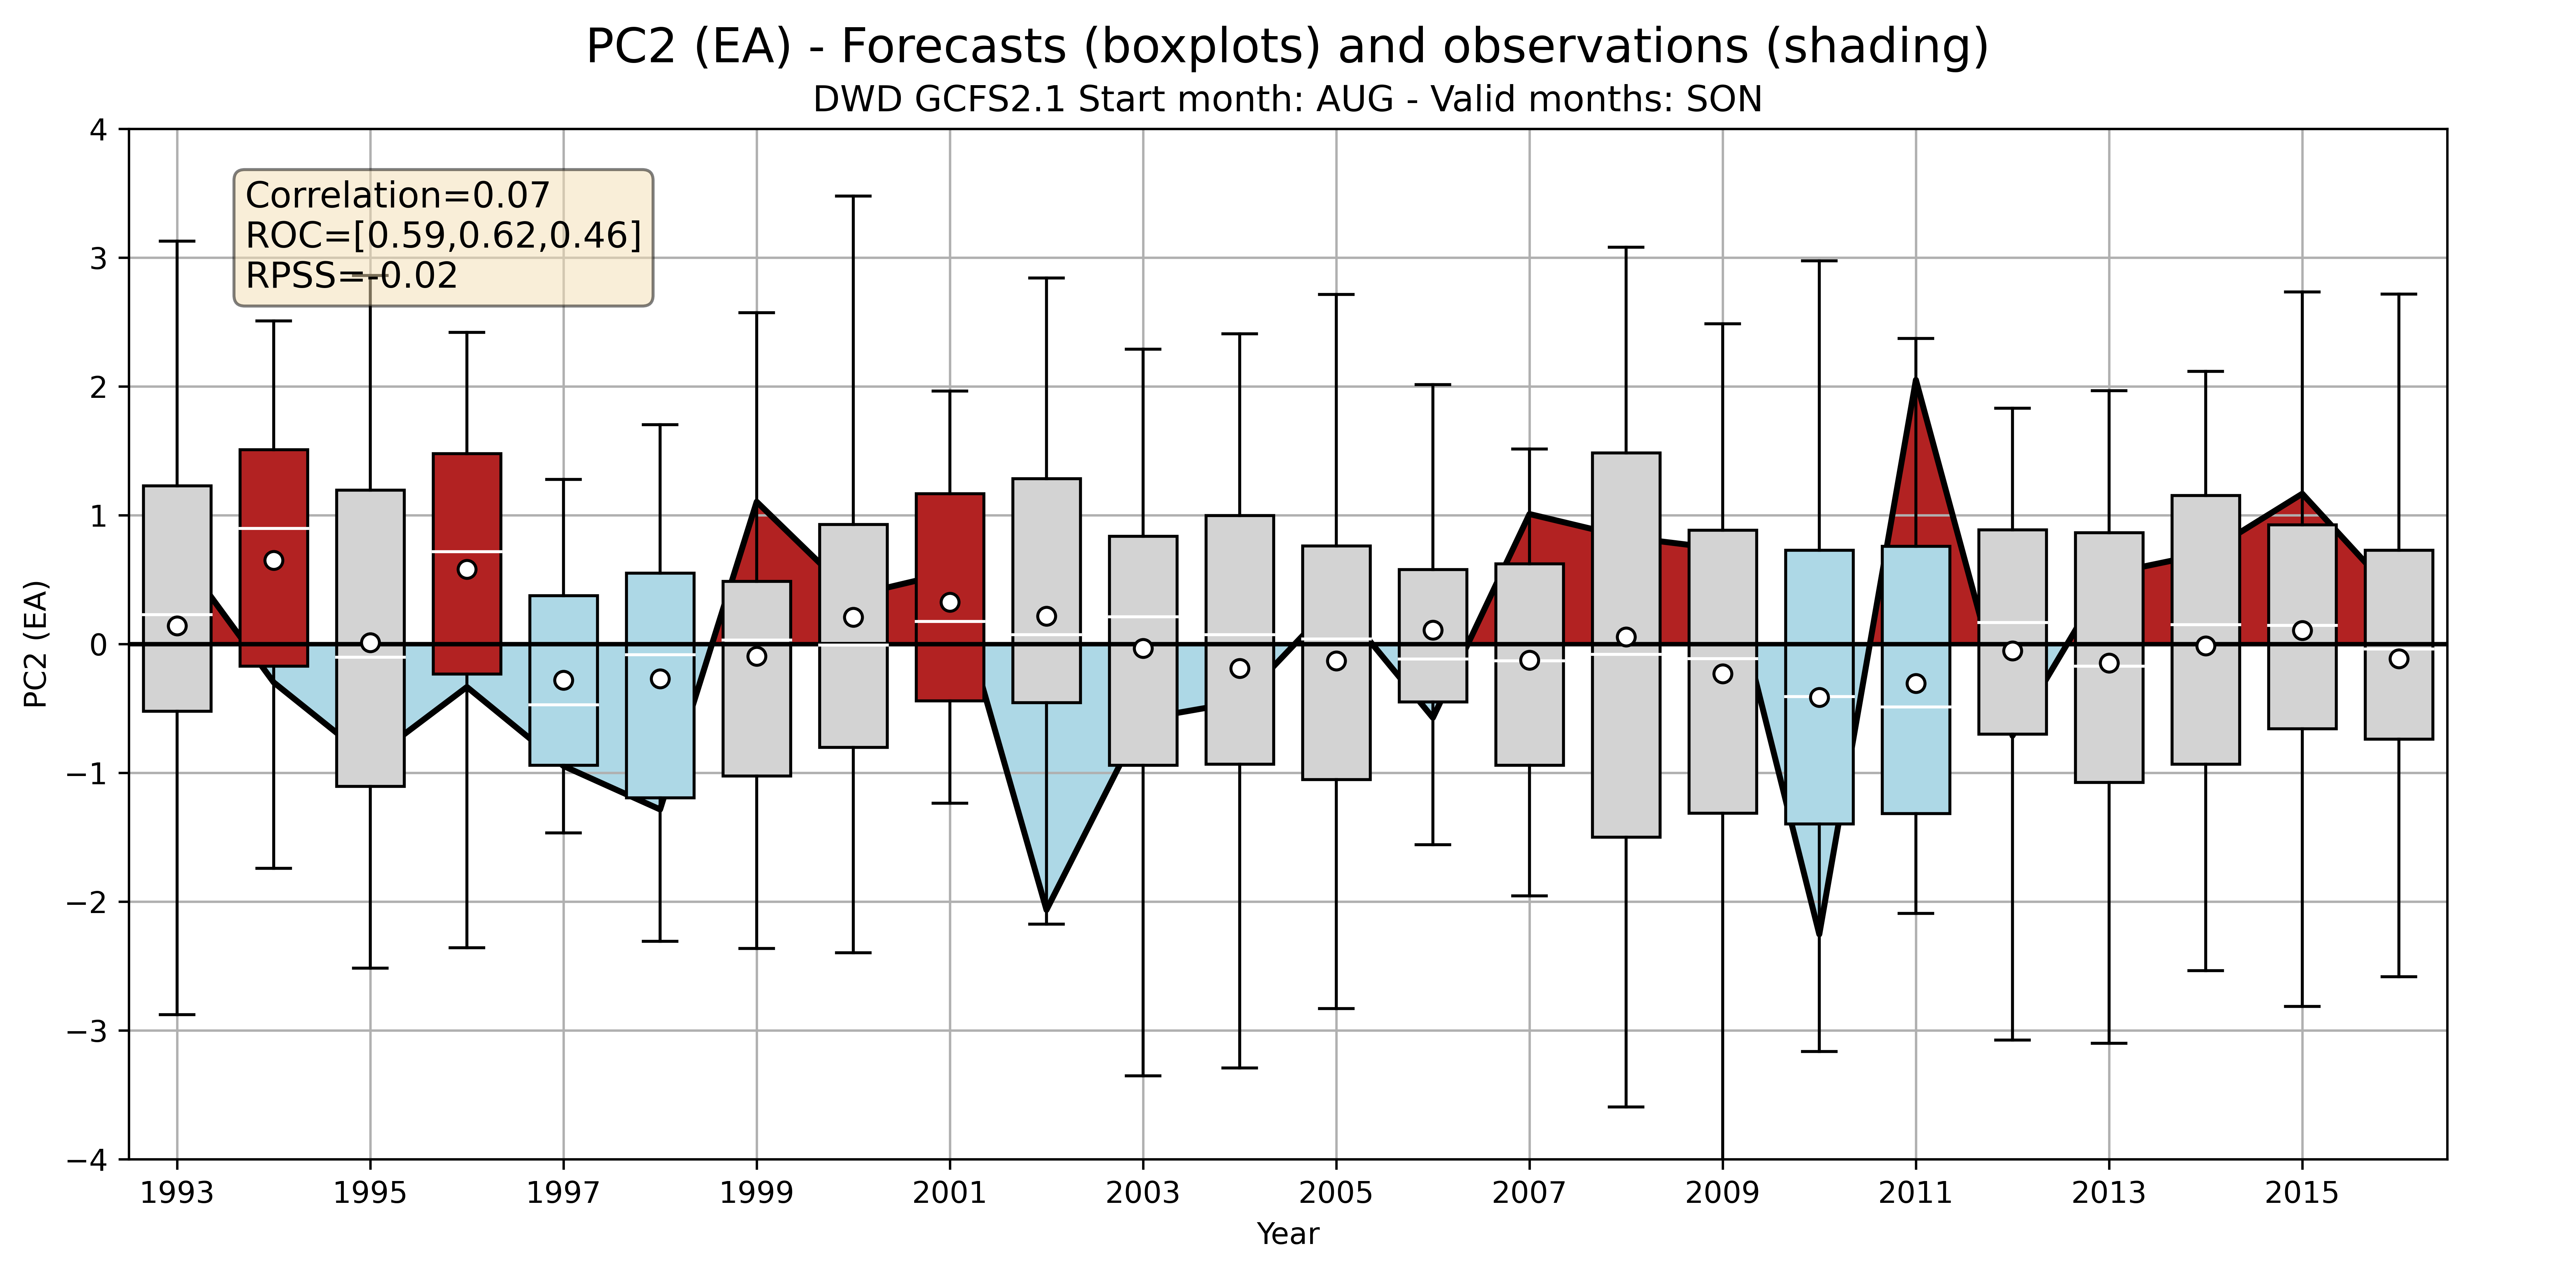 PC2 (EA) - Forecasts (boxplots) and observations (shading)
DWD GCFS2.1 Start month: AUG - Valid months: SON
Correlation=0.07
ROC=[0.59,0.62,0.46]
RPSS=-0.02
PC2 (EA)
4
3
2
1
0
−1
−2
−3
−4
1993 1995 1997 1999 2001 2003 2005 2007 2009 2011 2013 2015
Year